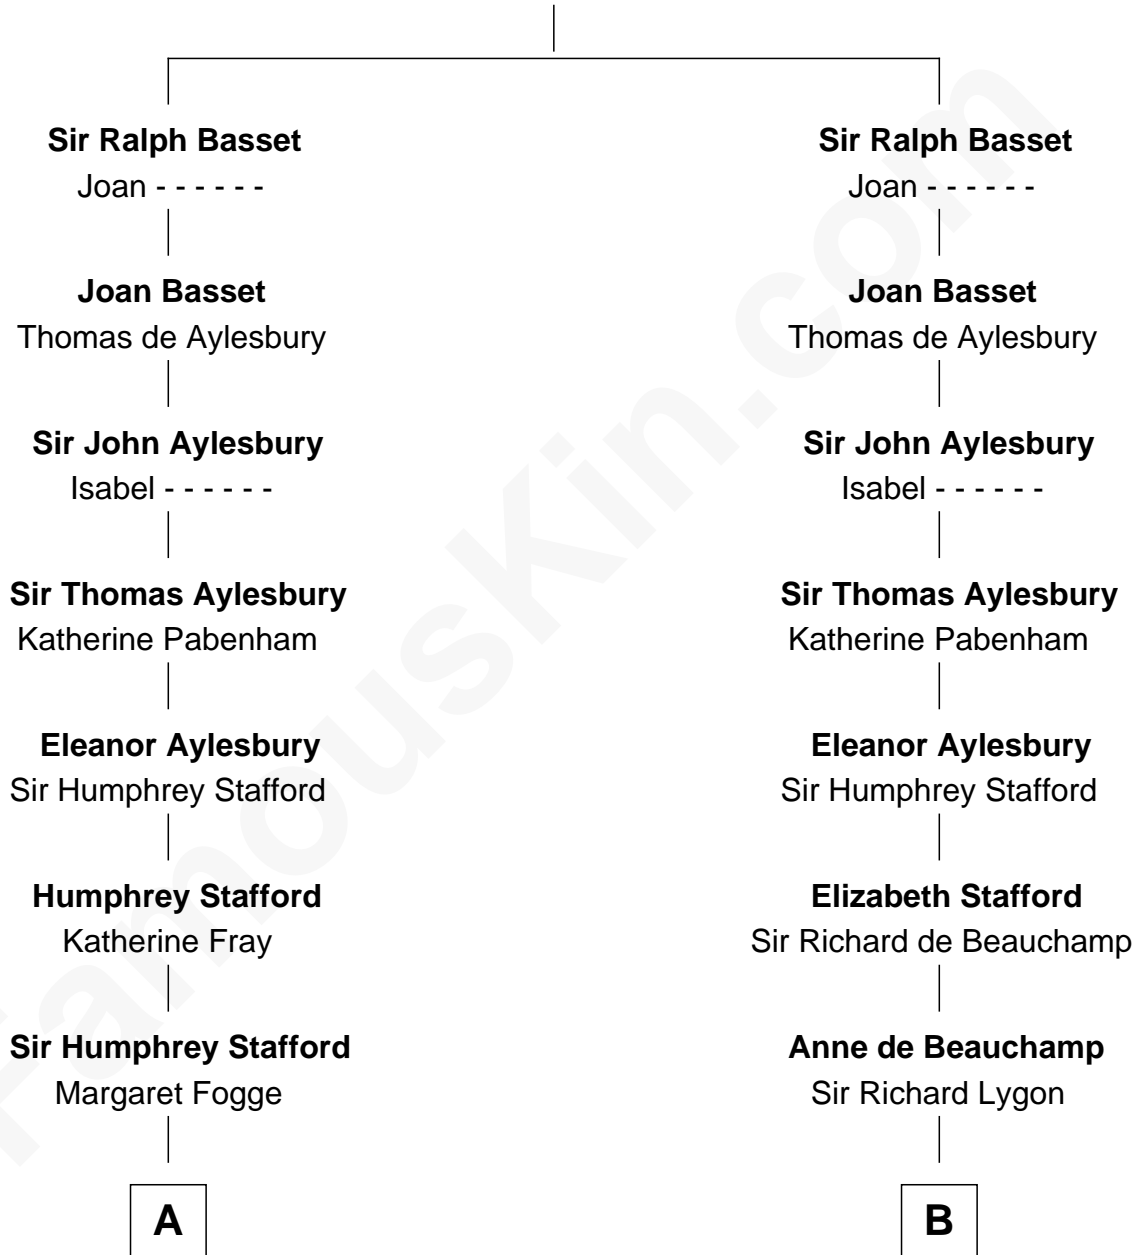 Sir Ralph Basset
Joan - - - - - -
Joan Basset
Thomas de Aylesbury
Sir John Aylesbury
Isabel - - - - - -
Sir Thomas Aylesbury
Katherine Pabenham
Eleanor Aylesbury
Sir Humphrey Stafford
Humphrey Stafford
Katherine Fray
Sir Humphrey Stafford
Margaret Fogge
A
Sir Ralph Basset
Joan - - - - - -
Joan Basset
Thomas de Aylesbury
Sir John Aylesbury
Isabel - - - - - -
Sir Thomas Aylesbury
Katherine Pabenham
Eleanor Aylesbury
Sir Humphrey Stafford
Elizabeth Stafford
Sir Richard de Beauchamp
Anne de Beauchamp
Sir Richard Lygon
B
FamousKin.com